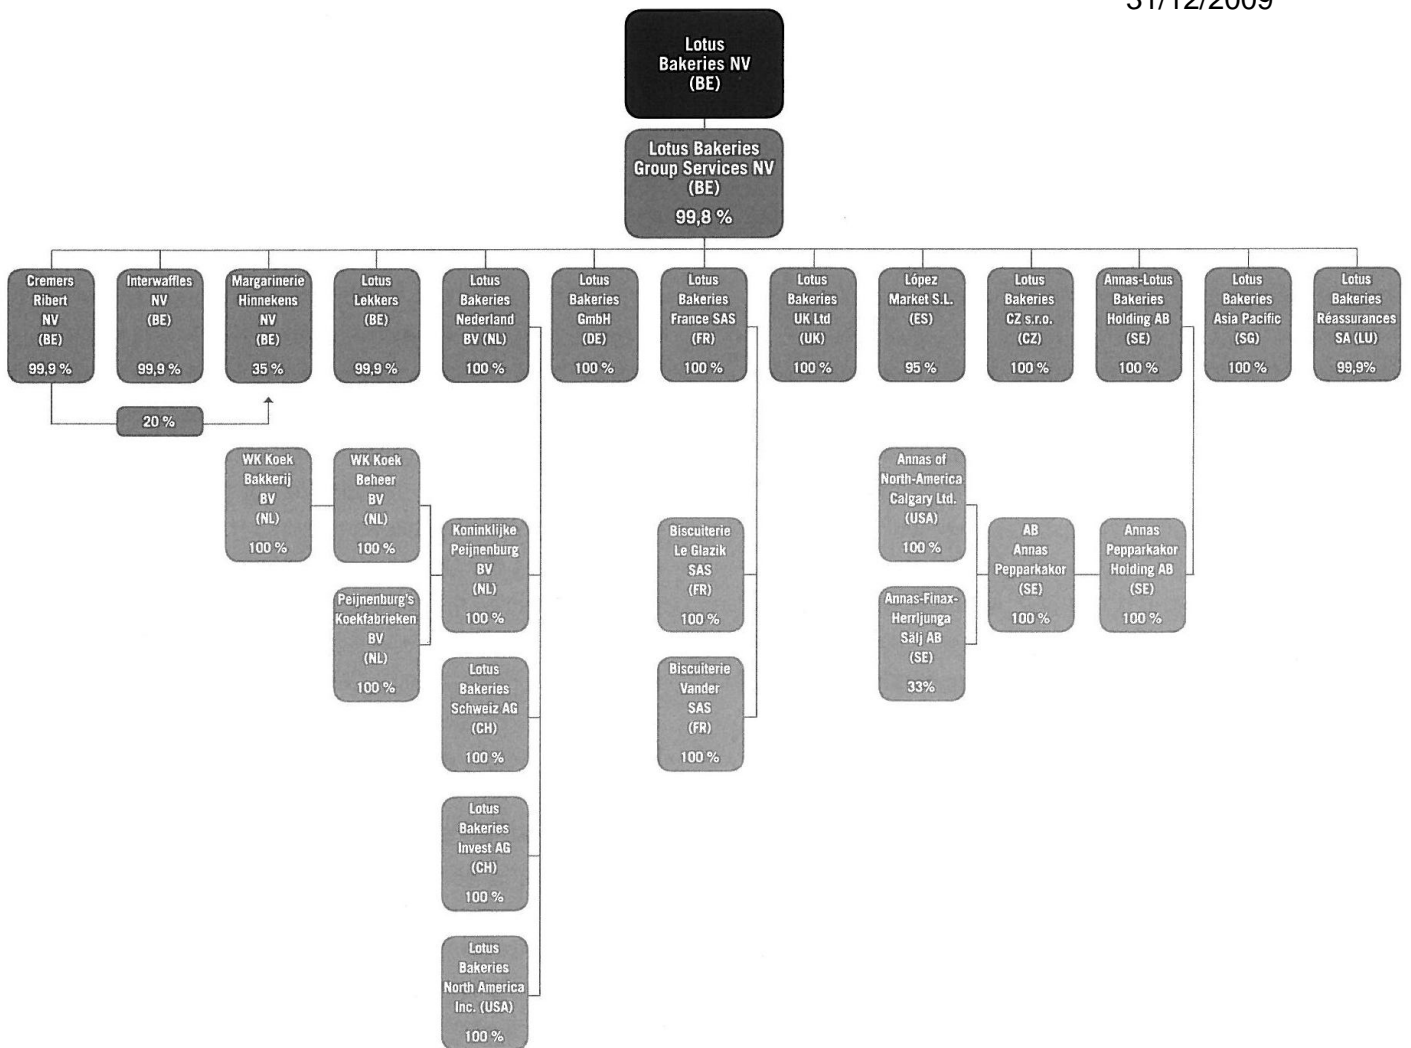 31/12/2009
Lotus
Bakeries NV
(BE)
Lotus Bakeries
Group Services NV
(BE)
99,8 %
Cremers
Ribert
NV
(BE)
99,9 %
Interwaffles
NV
(BE)
99,9 %
Margarinerie
Hinnekens
NV
(BE)
35 %
Lotus
Lekkers
(BE)
99,9 %
Lotus
Bakeries
Nederland
BV (NL)
100 %
Lotus
Bakeries
GmbH
(DE)
100 %
Lotus
Bakeries
France SAS
(FR)
100 %
Lotus
Bakeries
UK Ltd
(UK)
100 %
López
Market S.L.
(ES)
95 %
Lotus
Bakeries
CZ s.r.o.
(CZ)
100 %
Annas-Lotus
Bakeries
Holding AB
(SE)
100 %
Lotus
Bakeries
Asia Pacific
(SG)
100 %
Lotus
Bakeries
Réassurances
SA (LU)
99,9%
20 %
WK Koek
Bakkerij
BV
(NL)
100 %
WK Koek
Beheer
BV
(NL)
100 %
Peijnenburg's
Koekfabrieken
BV
(NL)
100 %
Koninklijke
Peijnenburg
BV
(NL)
100 %
Lotus
Bakeries
Schweiz AG
(CH)
100 %
Lotus
Bakeries
Invest AG
(CH)
100 %
Lotus
Bakeries
North America
Inc. (USA)
100 %
Biscuiterie
Le Glazik
SAS
(FR)
100 %
Biscuiterie
Vander
SAS
(FR)
100 %
Annas of
North-America
Calgary Ltd.
(USA)
100 %
Annas-Finax-
Herrljunga
Sälj AB
(SE)
33%
AB
Annas
Pepparkakor
(SE)
100 %
Annas
Pepparkakor
Holding AB
(SE)
100 %